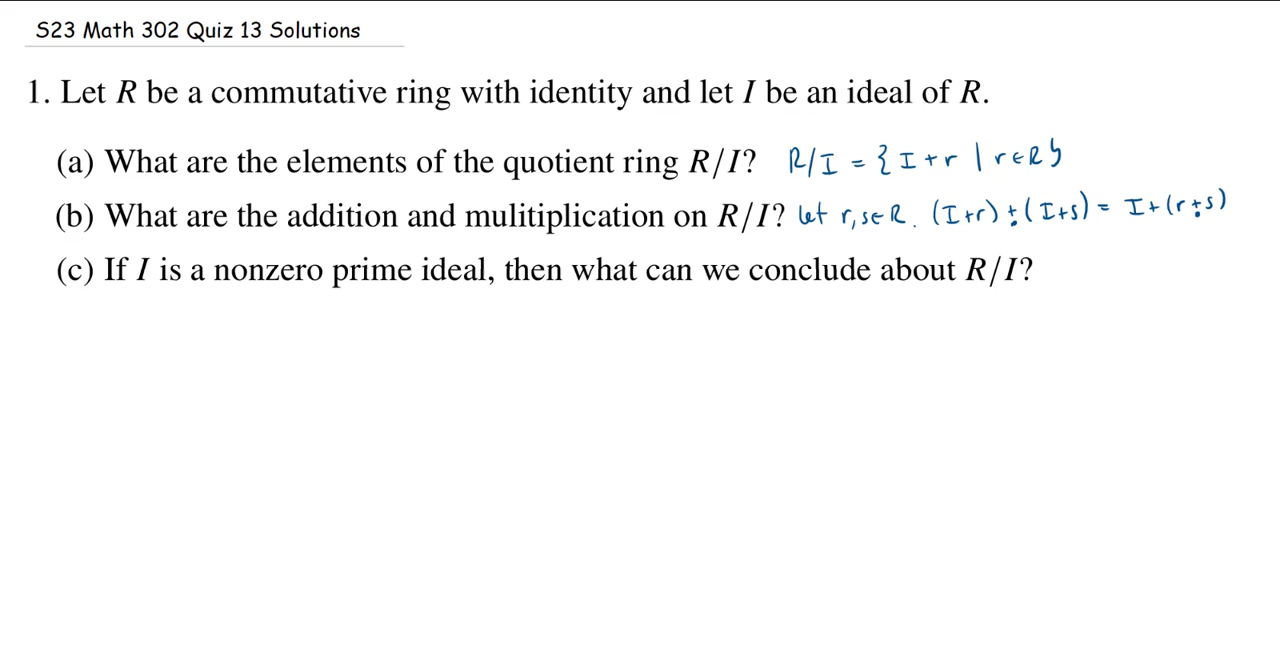 S23 Math 302 Quiz 13 Solutions
1. Let R be a commutative ring with identity and let I be an ideal of R.
(a) What are the elements of the quotient ring R/I? R/I = { I + r | r ∈ R }
(b) What are the addition and mulitiplication on R/I? let r, s ∈ R. (I+r) +̣ (I+s) = I + (r +̣ s)
(c) If I is a nonzero prime ideal, then what can we conclude about R/I?